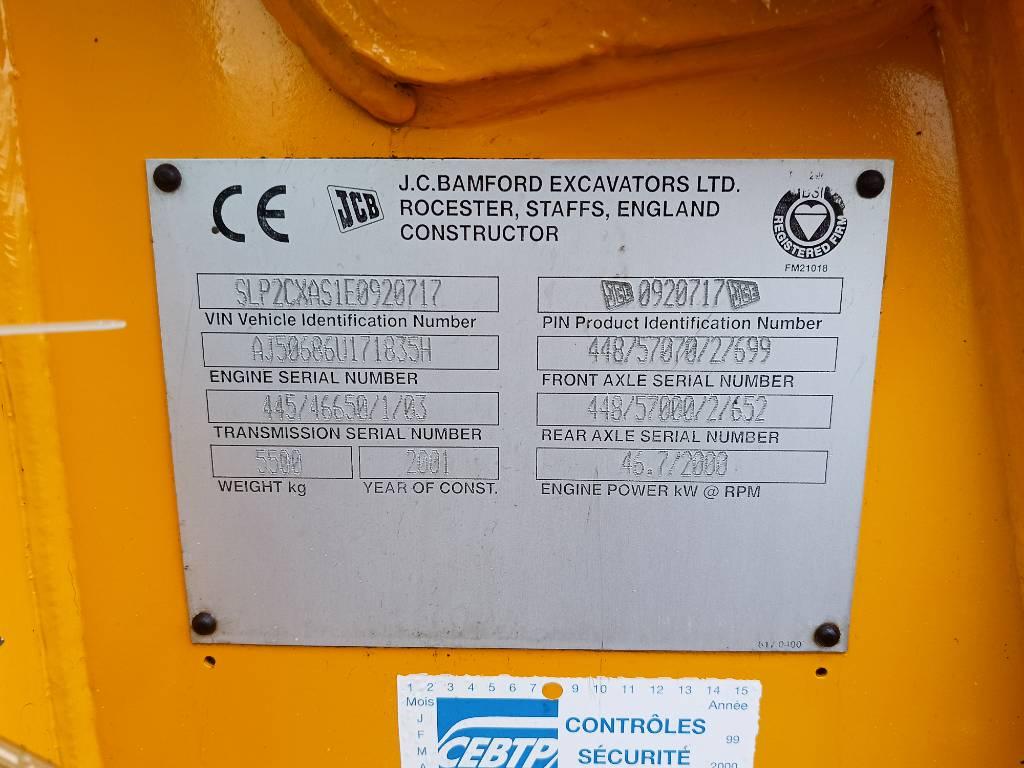 CE
JCB
J.C.BAMFORD EXCAVATORS LTD.
ROCESTER, STAFFS, ENGLAND
CONSTRUCTOR
BSI
REGISTERED FIRM
FM21018
SLP2CXAS1E0920717
VIN Vehicle Identification Number
JCB 0920717 JCB
PIN Product Identification Number
AJ50686U171835H
ENGINE SERIAL NUMBER
448/57070/2/699
FRONT AXLE SERIAL NUMBER
445/46650/1/03
TRANSMISSION SERIAL NUMBER
448/57000/2/652
REAR AXLE SERIAL NUMBER
5500
WEIGHT kg
2001
YEAR OF CONST.
46.7/2000
ENGINE POWER kW @ RPM
1 2 3 4 5 6 7 9 10 11 12 13 14 15
Mois
Année
J
F
M
A
CEBTP
CONTRÔLES
SÉCURITÉ
99
2000